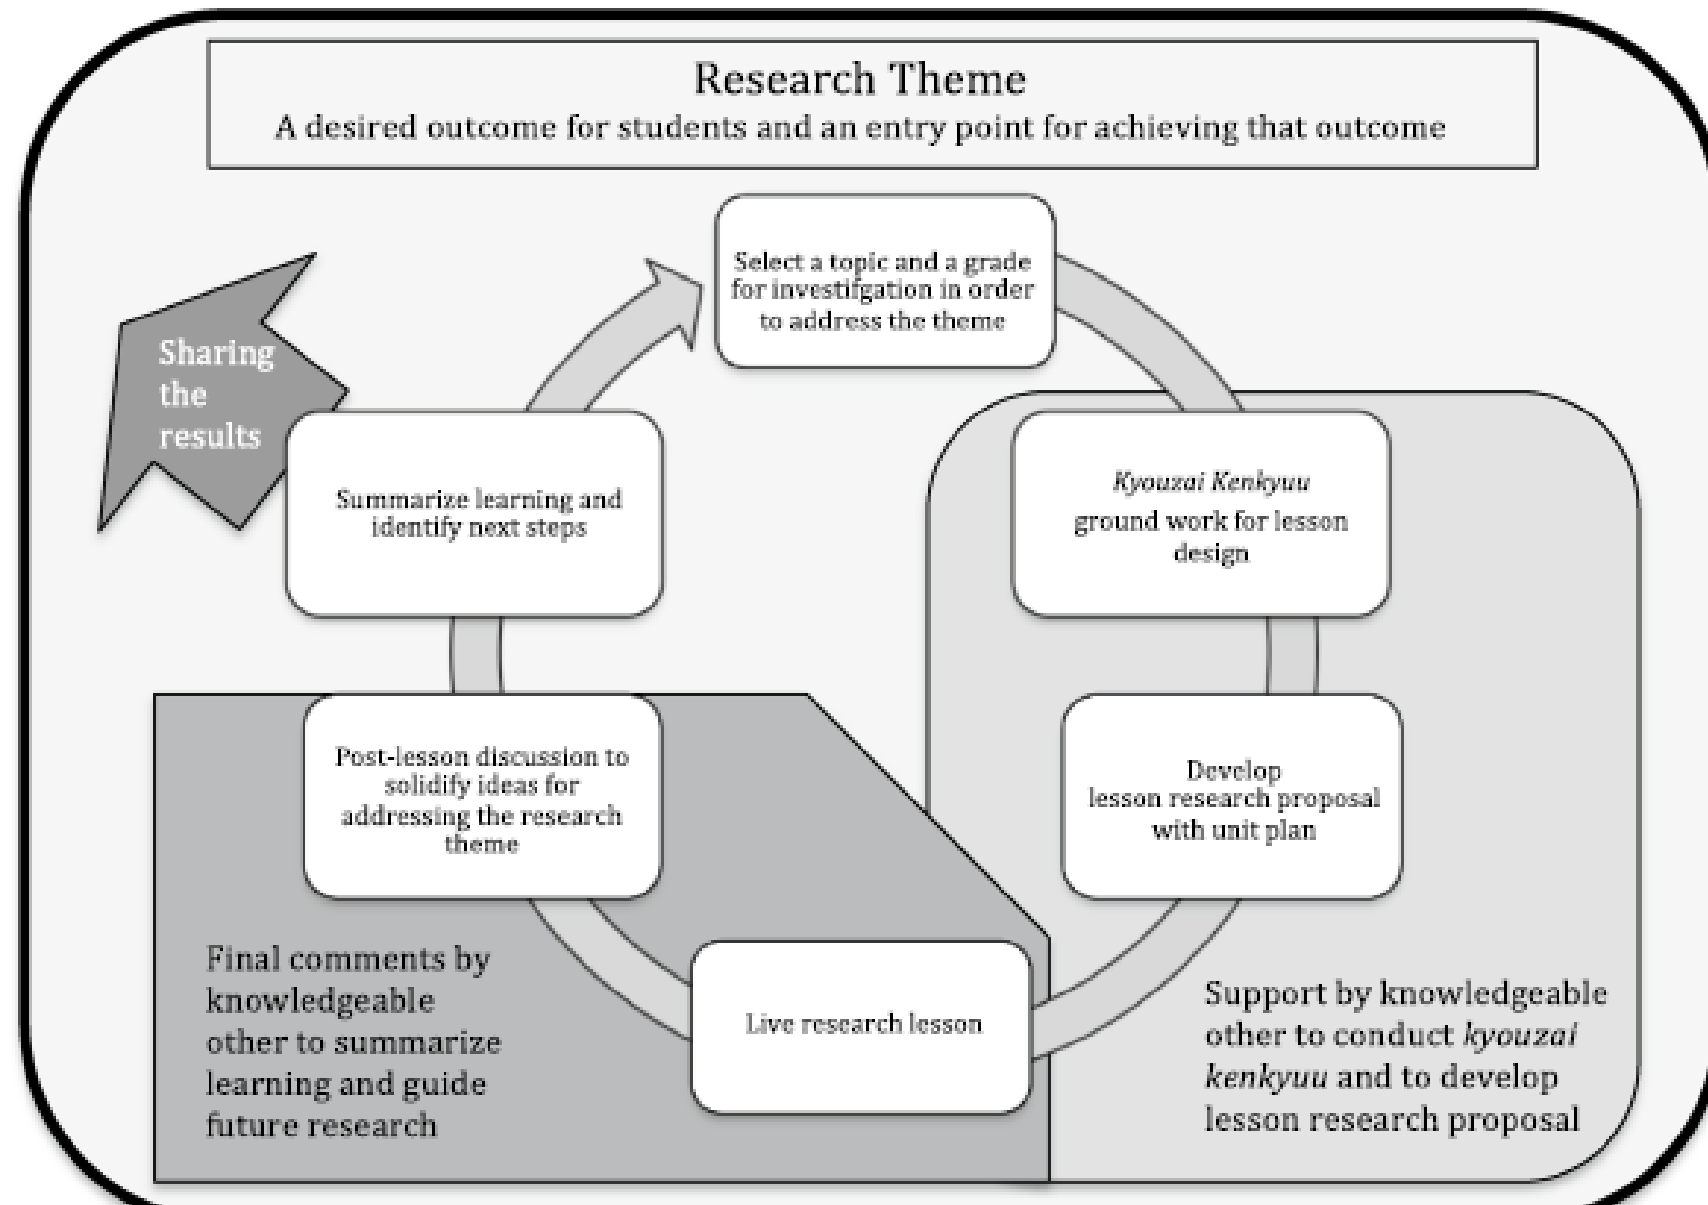 Research Theme
A desired outcome for students and an entry point for achieving that outcome
Select a topic and a grade
for investifgation in order
to address the theme
Sharing
the
results
Summarize learning and
identify next steps
Kyouzai Kenkyuu
ground work for lesson
design
Post-lesson discussion to
solidify ideas for
addressing the research
theme
Develop
lesson research proposal
with unit plan
Final comments by
knowledgeable
other to summarize
learning and guide
future research
Live research lesson
Support by knowledgeable
other to conduct kyouzai
kenkyuu and to develop
lesson research proposal